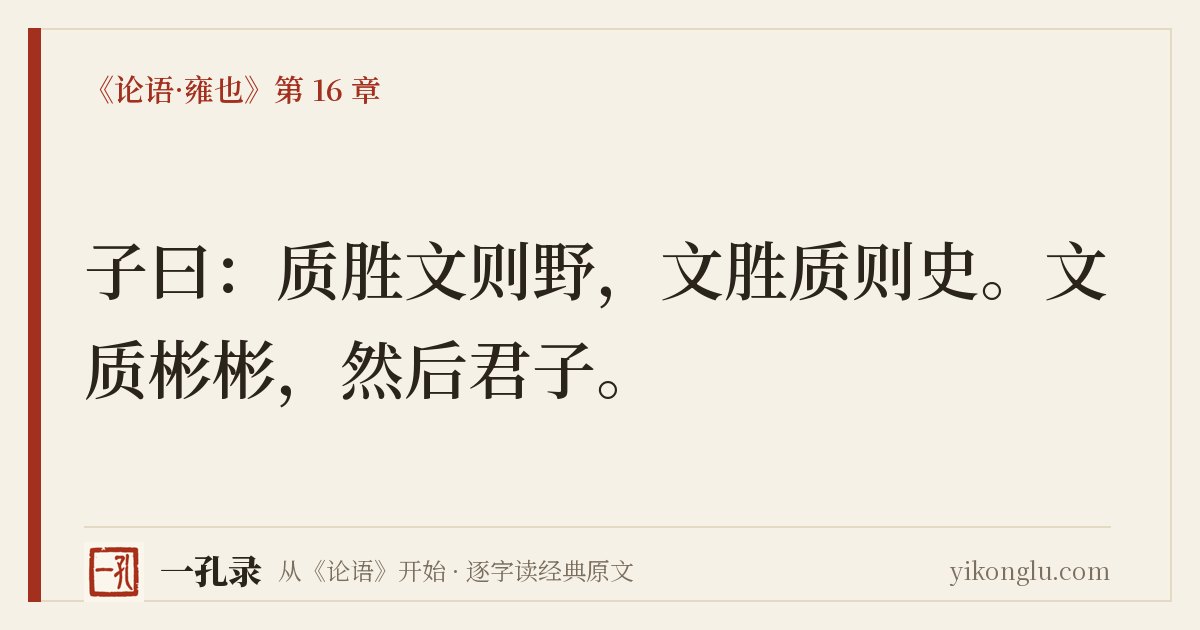 《论语·雍也》第 16 章
子曰：质胜文则野，文胜质则史。文
质彬彬，然后君子。
一孔
一孔录 从《论语》开始 · 逐字读经典原文 yikonglu.com